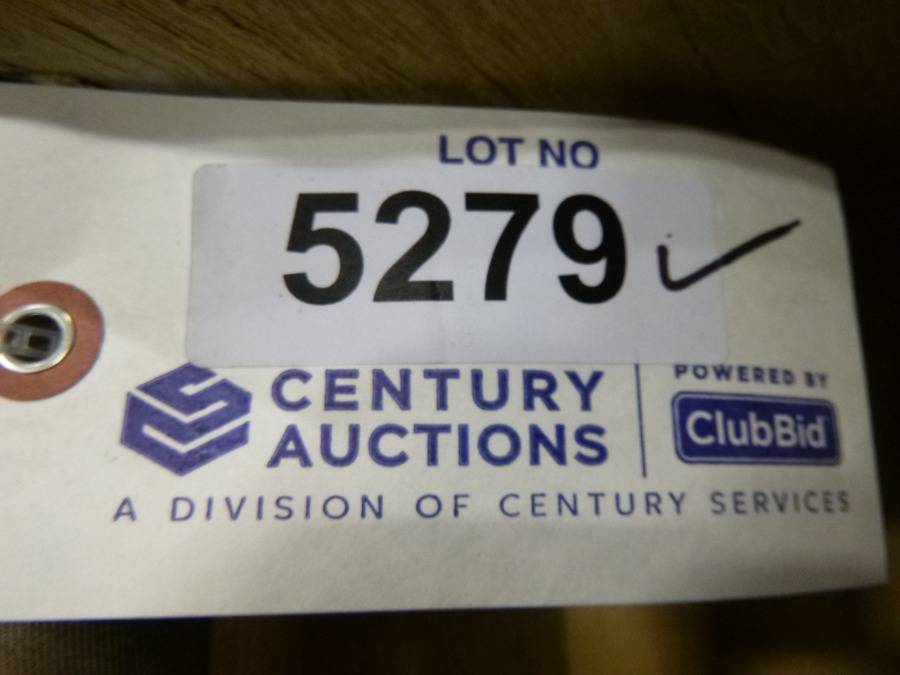 LOT NO
5279
CENTURY
AUCTIONS
POWERED BY
ClubBid
A DIVISION OF CENTURY SERVICES